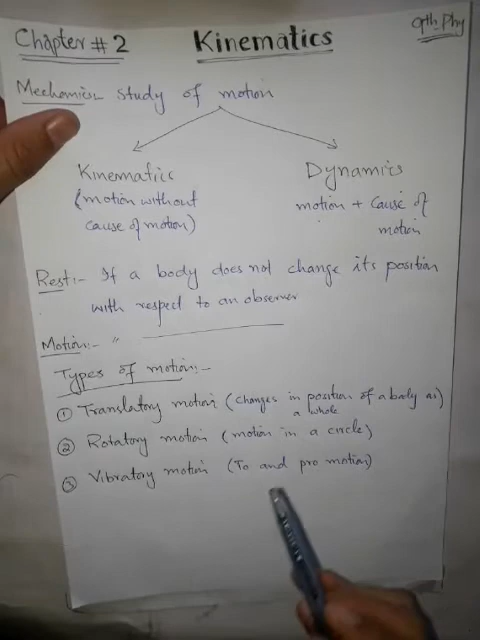 Chapter # 2
Kinematics
9th Phy
Mechanics:- study of motion
Kinematics
Dynamics
(motion without
cause of motion)
motion + cause of
motion
Rest:- If a body does not change its position
with respect to an observer
Motion:- "
Types of motion:-
① Translatory motion (changes in position of a body as)
a whole
② Rotatory motion (motion in a circle)
③ Vibratory motion (To and pro motion)